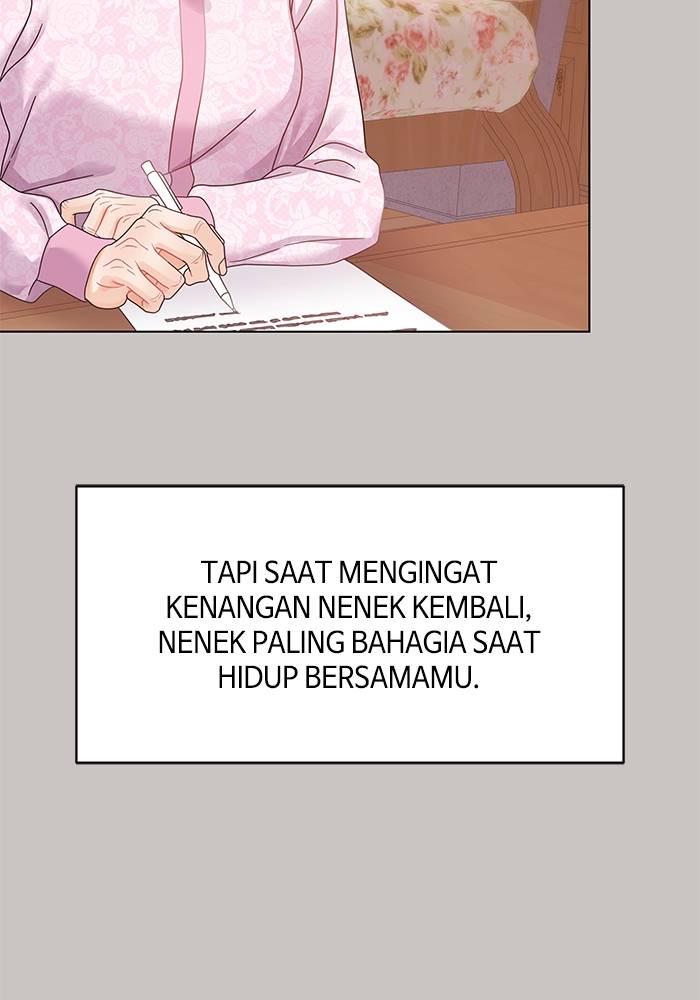 TAPI SAAT MENGINGAT
KENANGAN NENEK KEMBALI,
NENEK PALING BAHAGIA SAAT
HIDUP BERSAMAMU.